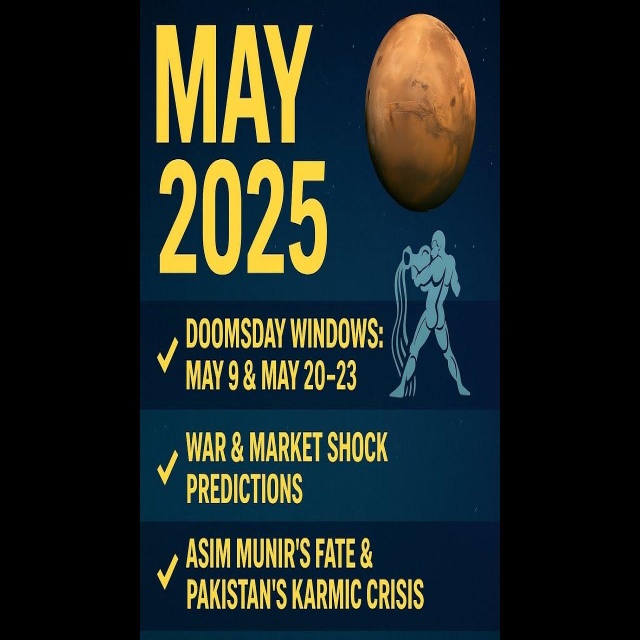 MAY
2025
DOOMSDAY WINDOWS:
MAY 9 & MAY 20–23
WAR & MARKET SHOCK
PREDICTIONS
ASIM MUNIR'S FATE &
PAKISTAN'S KARMIC CRISIS